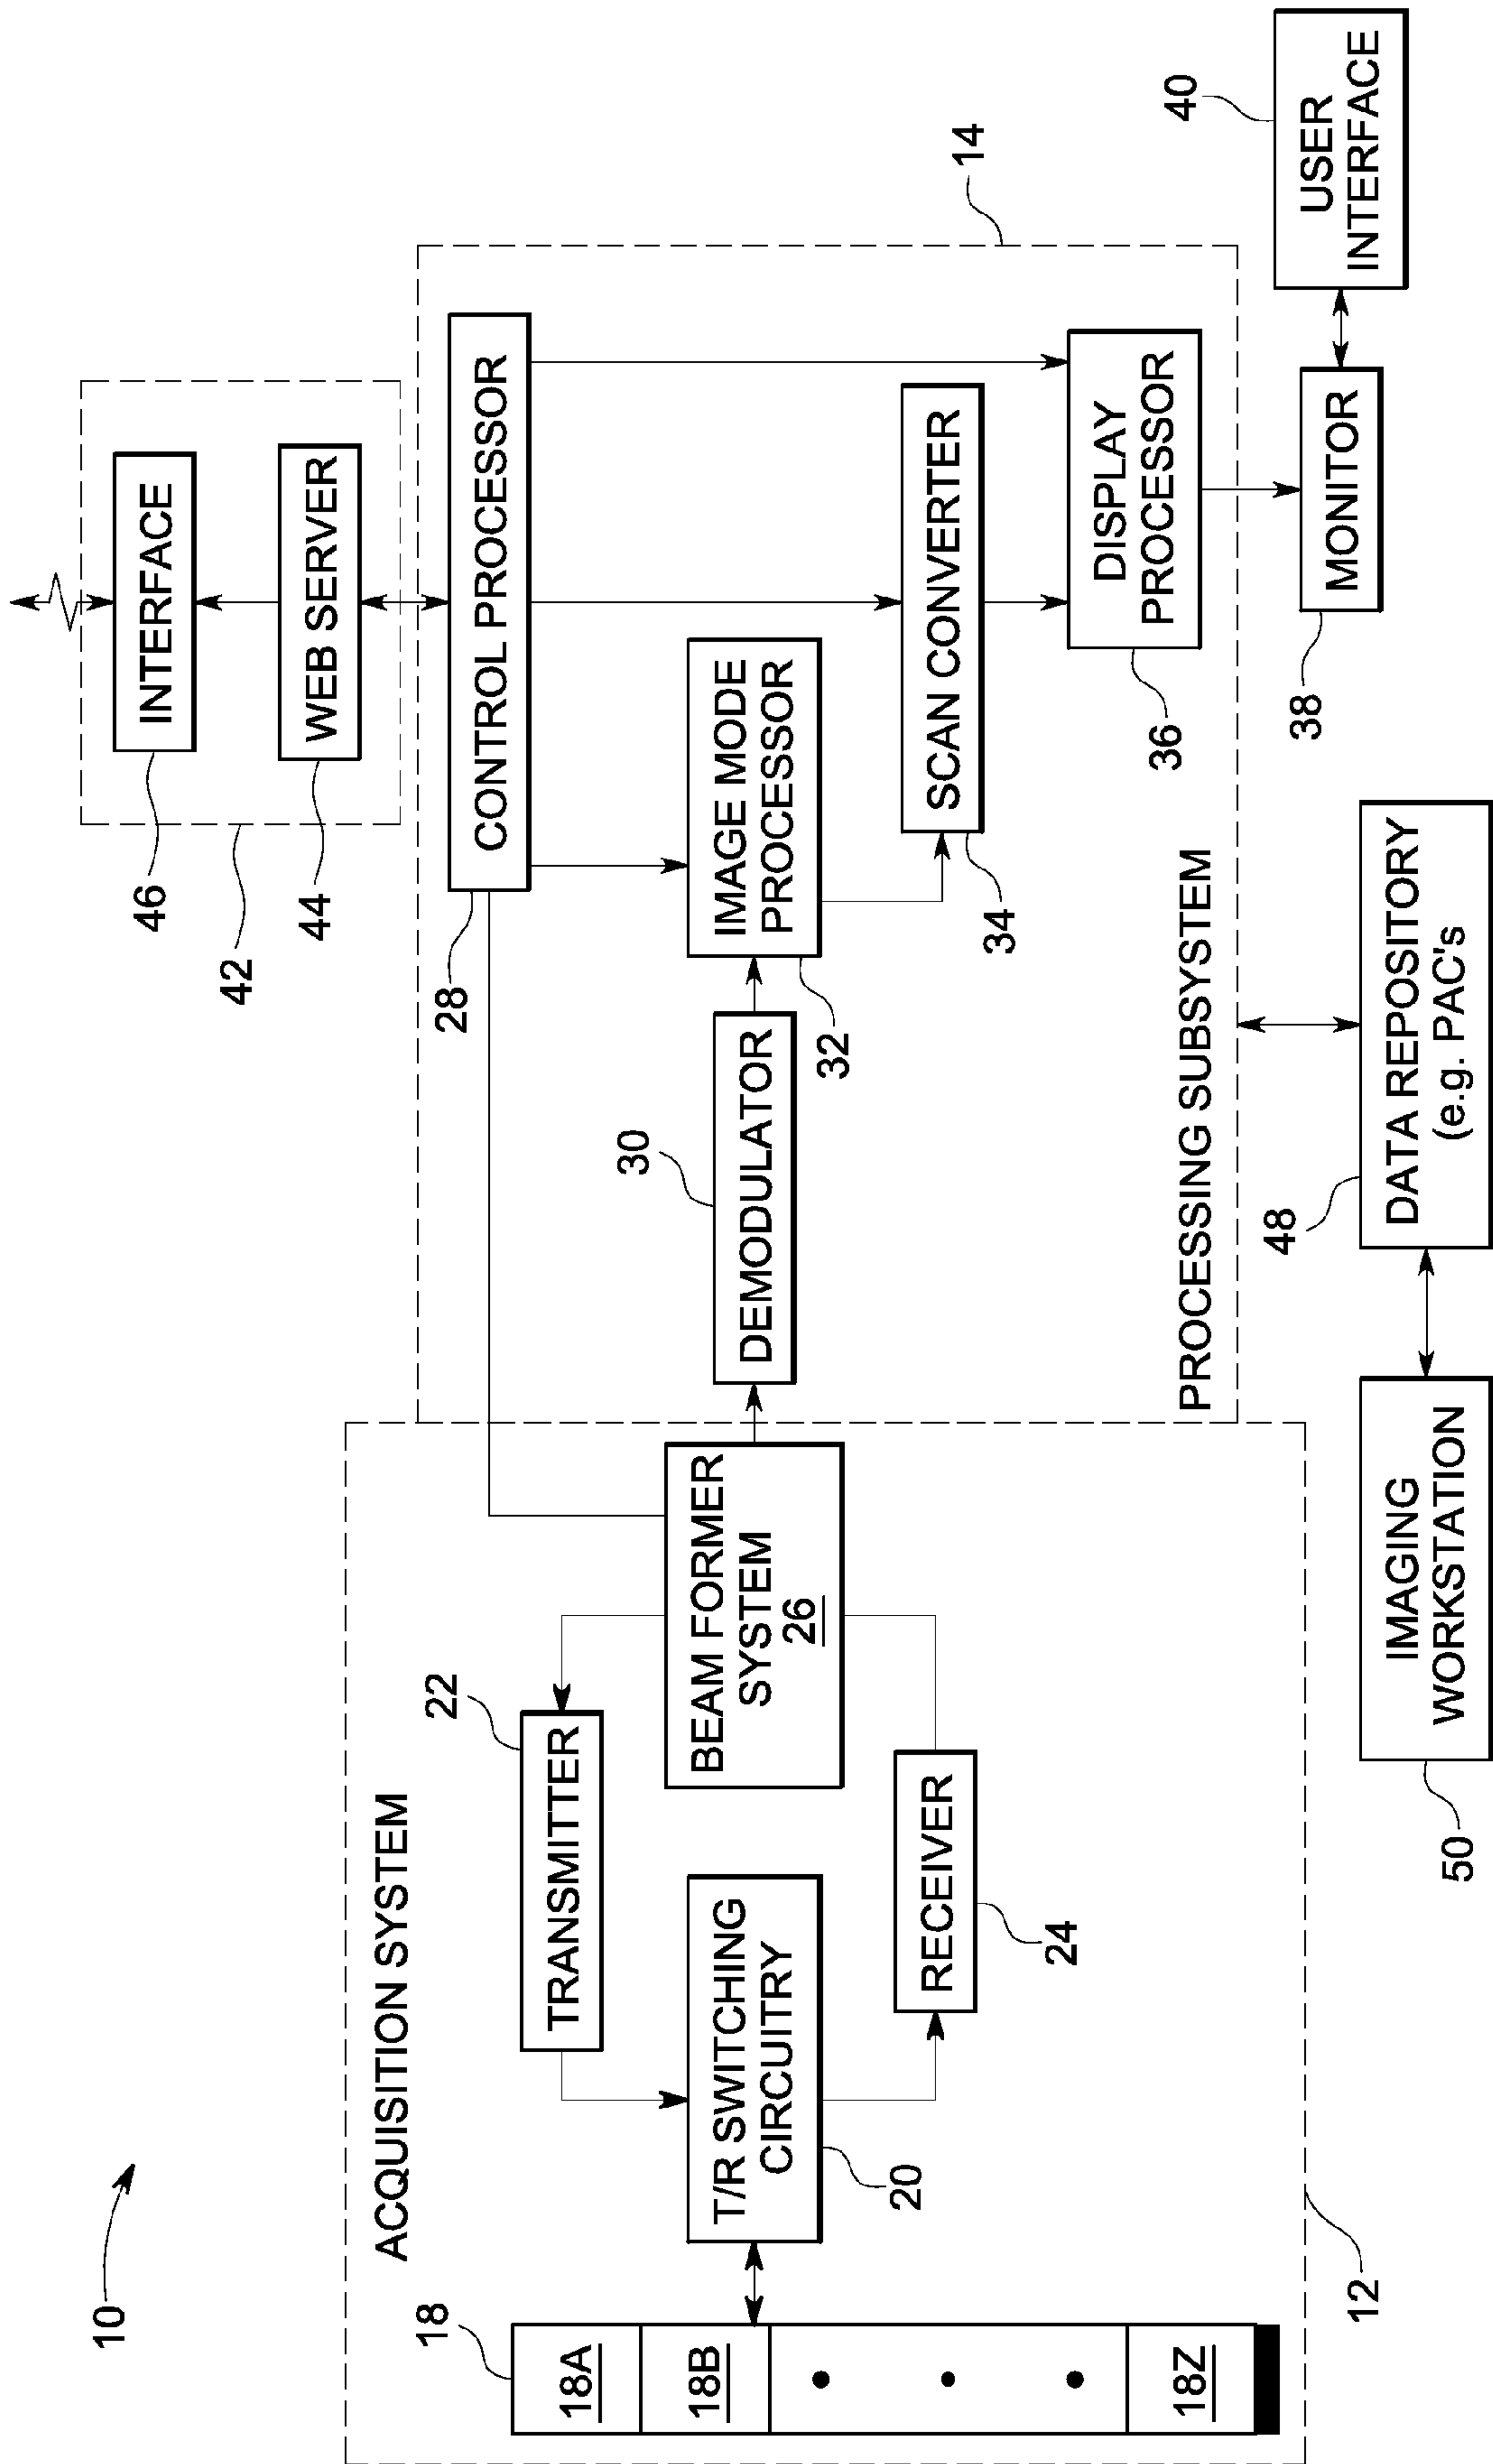 10
ACQUISITION SYSTEM
18
18A
18B
18Z
T/R SWITCHING
CIRCUITRY
20
TRANSMITTER
22
RECEIVER
24
BEAM FORMER
SYSTEM
26
12
INTERFACE
46
WEB SERVER
44
42
CONTROL PROCESSOR
28
14
DEMODULATOR
30
IMAGE MODE
PROCESSOR
32
SCAN CONVERTER
34
DISPLAY
PROCESSOR
36
PROCESSING SUBSYSTEM
MONITOR
38
USER
INTERFACE
40
DATA REPOSITORY
(e.g. PAC's
48
IMAGING
WORKSTATION
50